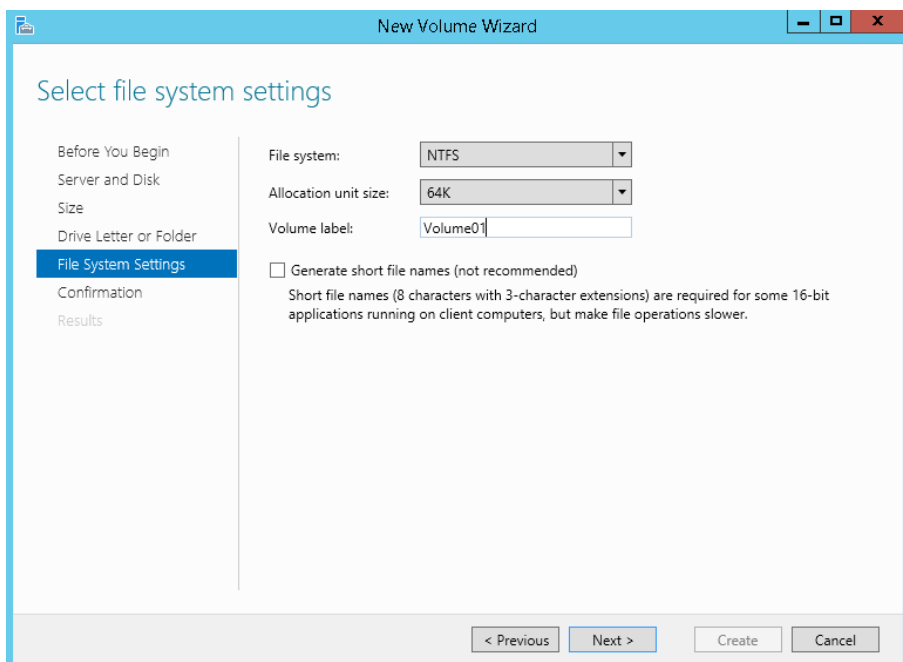 New Volume Wizard
Select file system settings
Before You Begin
Server and Disk
Size
Drive Letter or Folder
File System Settings
Confirmation
Results
File system:
NTFS
Allocation unit size:
64K
Volume label:
Volume01
Generate short file names (not recommended)
Short file names (8 characters with 3-character extensions) are required for some 16-bit
applications running on client computers, but make file operations slower.
< Previous
Next >
Create
Cancel